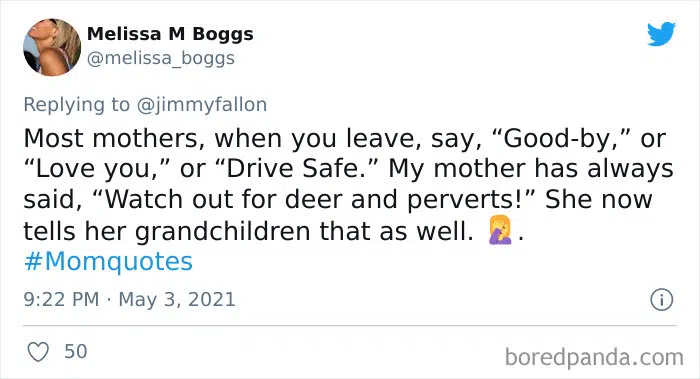 Melissa M Boggs
@melissa_boggs
Replying to @jimmyfallon
Most mothers, when you leave, say, “Good-by,” or
“Love you,” or “Drive Safe.” My mother has always
said, “Watch out for deer and perverts!” She now
tells her grandchildren that as well. 🤦‍♀️.
#Momquotes
9:22 PM · May 3, 2021
50
boredpanda.com